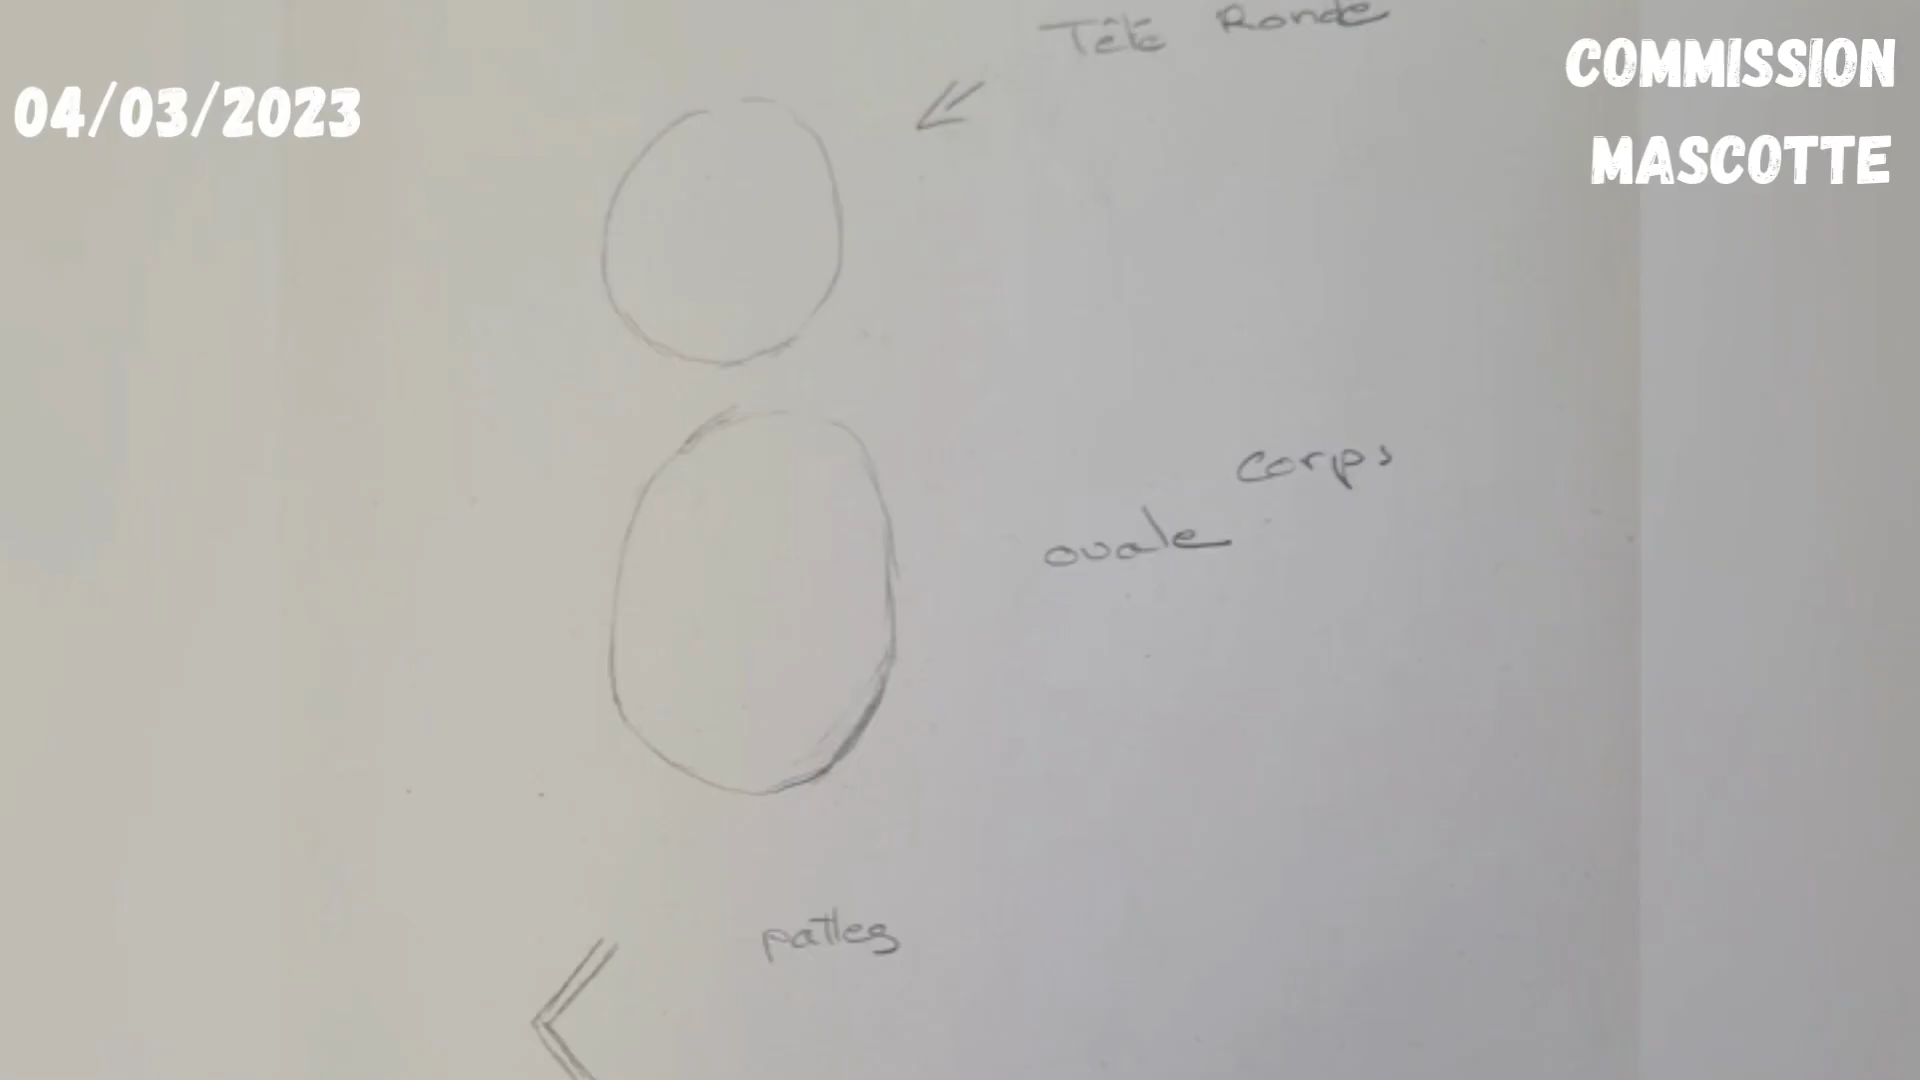 Tête Ronde
COMMISSION
MASCOTTE
04/03/2023
corps
ovale
pattes